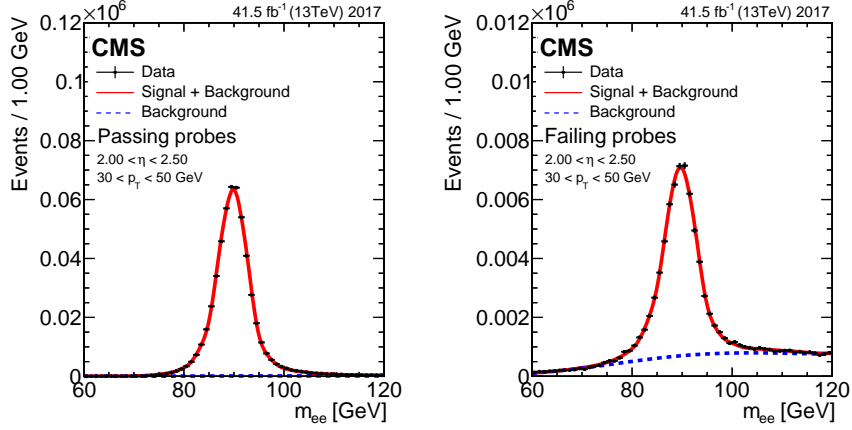 ×10⁶
41.5 fb⁻¹ (13TeV) 2017
CMS
Data
Signal + Background
Background
Passing probes
2.00 < η < 2.50
30 < p_T < 50 GeV
Events / 1.00 GeV
0.12
0.1
0.08
0.06
0.04
0.02
0
60
80
100
120
m_ee [GeV]
×10⁶
41.5 fb⁻¹ (13TeV) 2017
CMS
Data
Signal + Background
Background
Failing probes
2.00 < η < 2.50
30 < p_T < 50 GeV
Events / 1.00 GeV
0.012
0.01
0.008
0.006
0.004
0.002
0
60
80
100
120
m_ee [GeV]